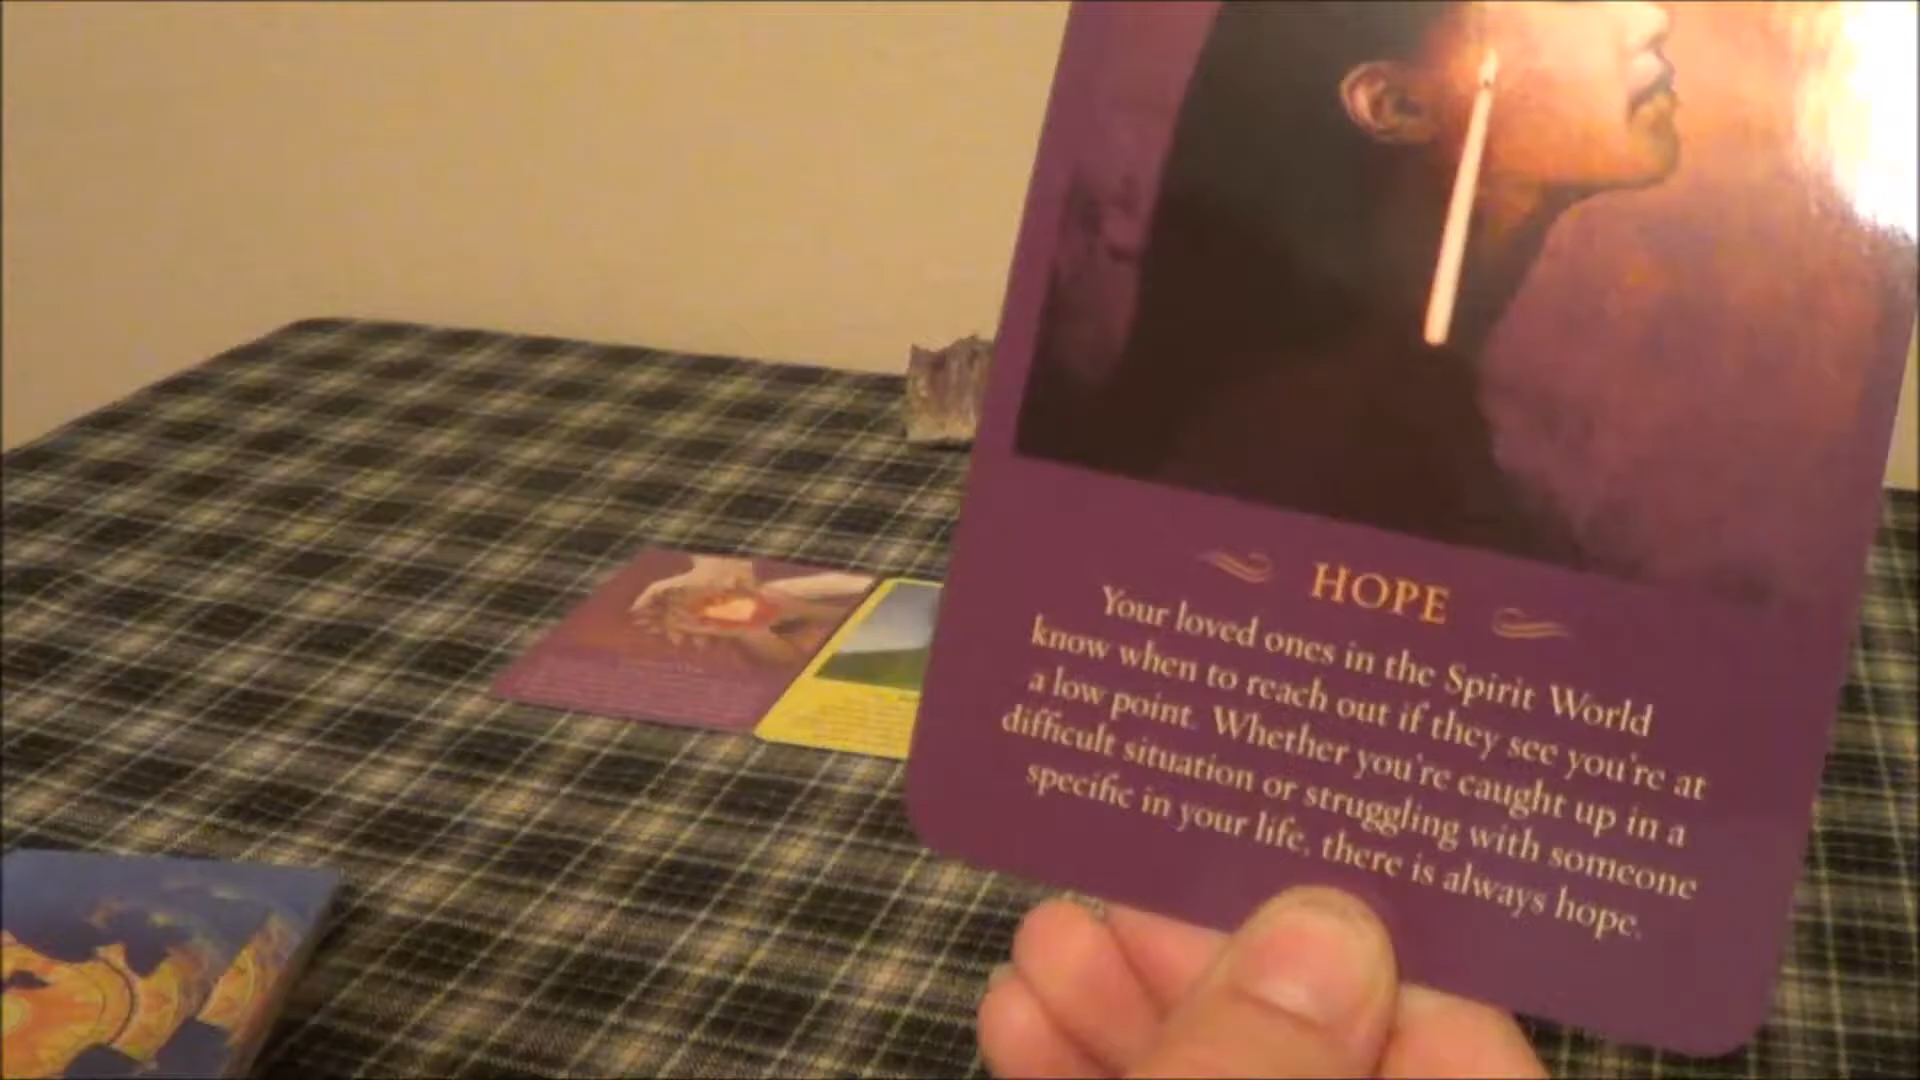 HOPE
Your loved ones in the Spirit World
know when to reach out if they see you're at
a low point. Whether you're caught up in a
difficult situation or struggling with someone
specific in your life, there is always hope.